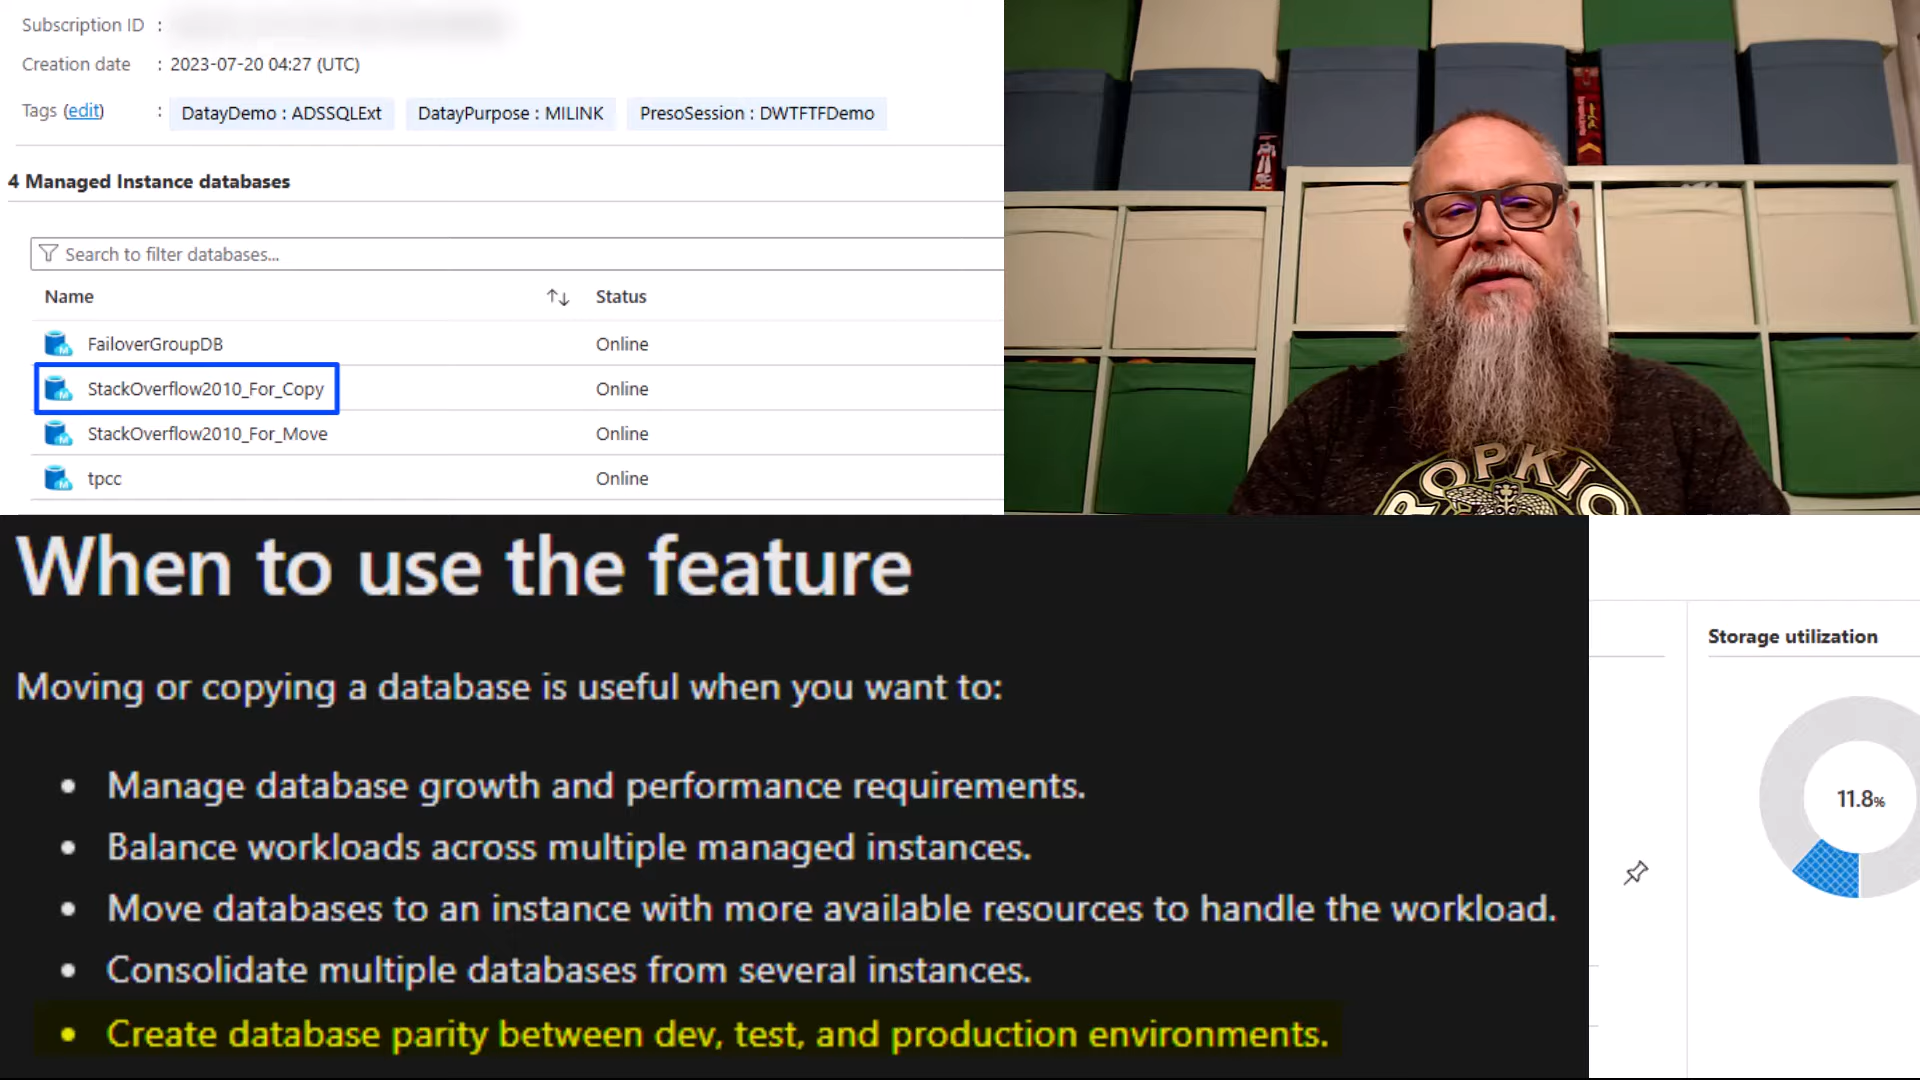 Subscription ID :
Creation date : 2023-07-20 04:27 (UTC)
Tags (edit) : DatayDemo : ADSSQLExt DatayPurpose : MILINK PresoSession : DWTFTFDemo
4 Managed Instance databases
Search to filter databases...
Name Status
FailoverGroupDB Online
StackOverflow2010_For_Copy Online
StackOverflow2010_For_Move Online
tpcc Online
ROPKICK
When to use the feature
Moving or copying a database is useful when you want to:
• Manage database growth and performance requirements.
• Balance workloads across multiple managed instances.
• Move databases to an instance with more available resources to handle the workload.
• Consolidate multiple databases from several instances.
• Create database parity between dev, test, and production environments.
Storage utilization
11.8%